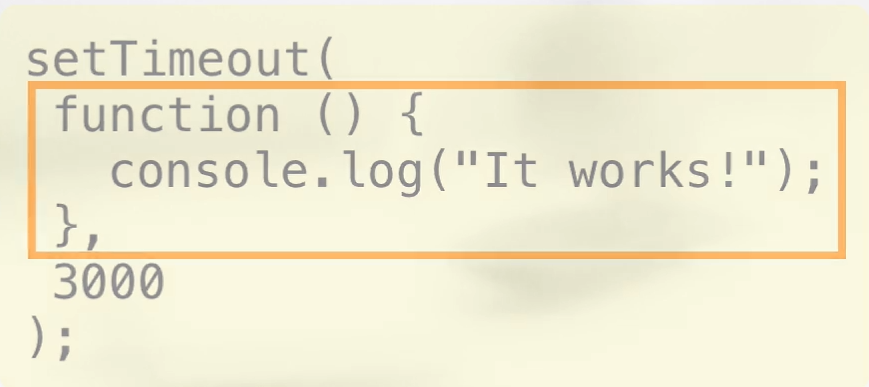 setTimeout(
function () {
console.log("It works!");
},
3000
);